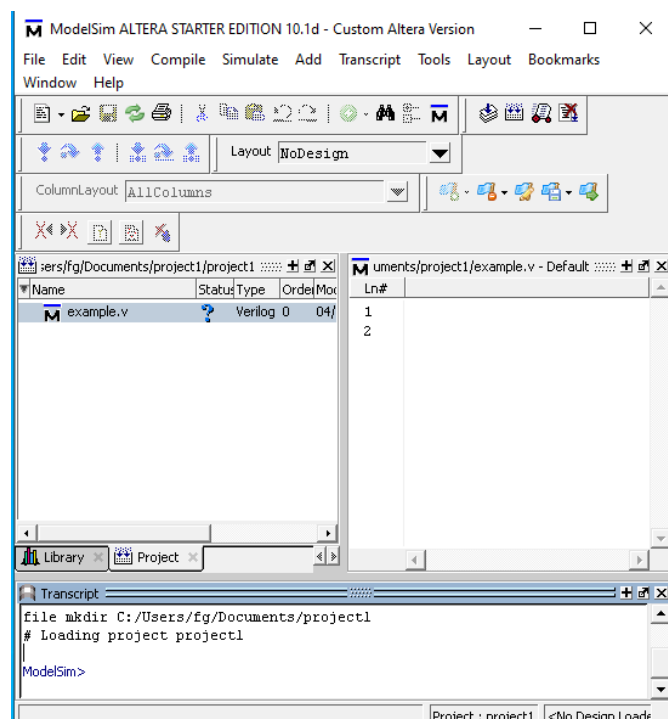 ModelSim ALTERA STARTER EDITION 10.1d - Custom Altera Version
File Edit View Compile Simulate Add Transcript Tools Layout Bookmarks
Window Help
Layout NoDesign
ColumnLayout AllColumns
sers/fg/Documents/project1/project1
Name Status Type Order Mod
example.v ? Verilog 0 04/
Library Project
uments/project1/example.v - Default
Ln#
1
2
Transcript
file mkdir C:/Users/fg/Documents/project1
# Loading project project1
ModelSim>
Project : project1 <No Design Loade